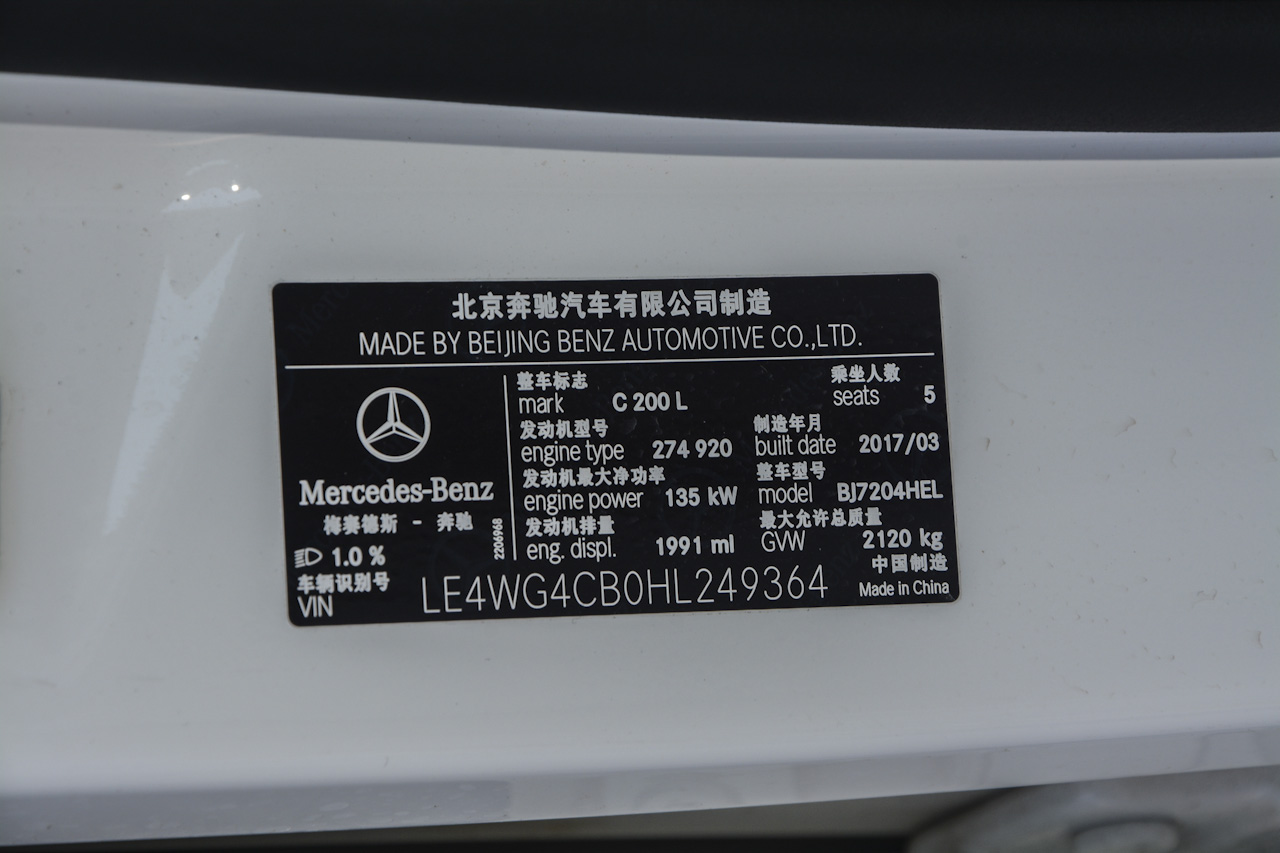 北京奔驰汽车有限公司制造
MADE BY BEIJING BENZ AUTOMOTIVE CO.,LTD.
Mercedes-Benz
梅赛德斯 - 奔驰
1.0 %
2206968
整车标志 乘坐人数
mark C 200 L seats 5
发动机型号 制造年月
engine type 274 920 built date 2017/03
发动机最大净功率 整车型号
engine power 135 kW model BJ7204HEL
发动机排量 最大允许总质量
eng. displ. 1991 ml GVW 2120 kg
车辆识别号 中国制造
VIN LE4WG4CB0HL249364 Made in China